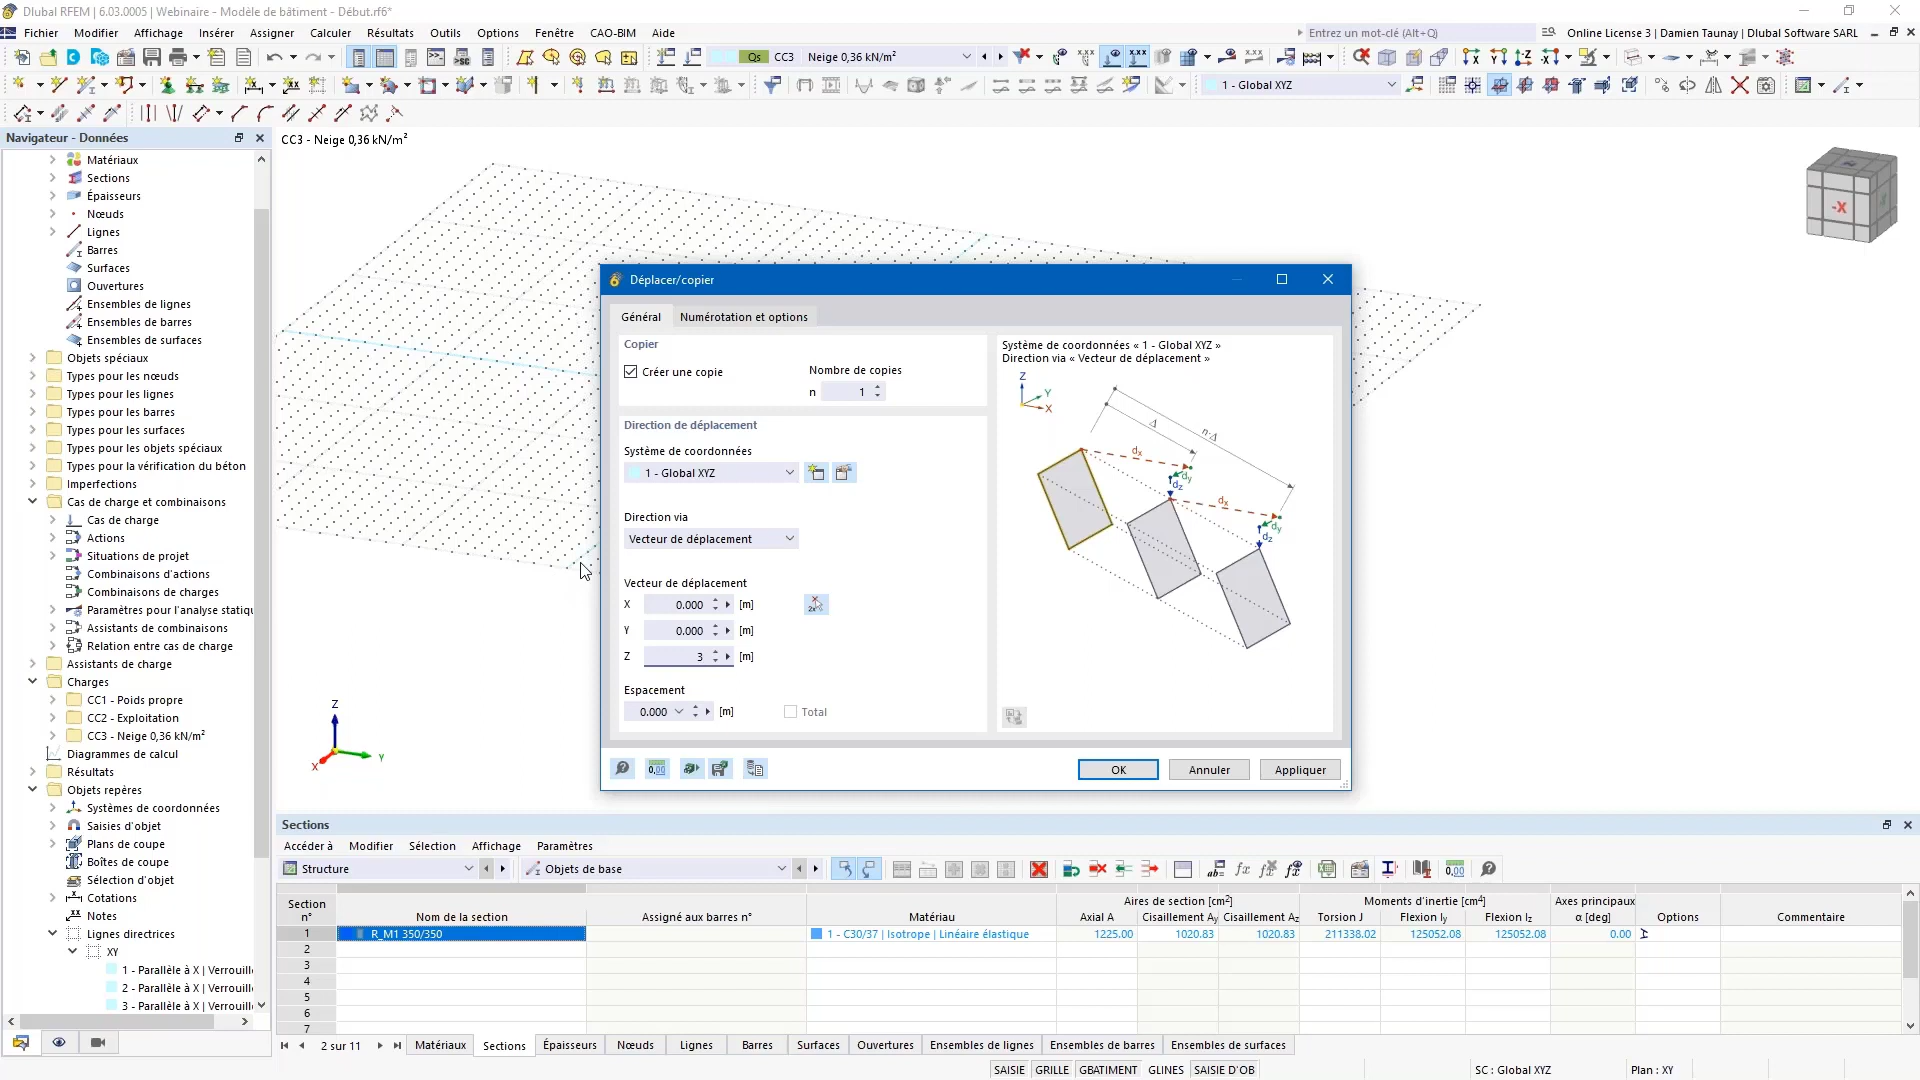 Dlubal RFEM | 6.03.0005 | Webinaire - Modèle de bâtiment - Début.rf6*
Fichier Modifier Affichage Insérer Assigner Calculer Résultats Outils Options Fenêtre CAO-BIM Aide
Entrez un mot-clé (Alt+Q)
Online License 3 | Damien Taunay | Dlubal Software SARL
Qs CC3 Neige 0,36 kN/m²
1 - Global XYZ
Navigateur - Données
CC3 - Neige 0,36 kN/m²
Matériaux
Sections
Épaisseurs
Nœuds
Lignes
Barres
Surfaces
Ouvertures
Ensembles de lignes
Ensembles de barres
Ensembles de surfaces
Objets spéciaux
Types pour les nœuds
Types pour les lignes
Types pour les barres
Types pour les surfaces
Types pour les objets spéciaux
Types pour la vérification du béton
Imperfections
Cas de charge et combinaisons
Cas de charge
Actions
Situations de projet
Combinaisons d'actions
Combinaisons de charges
Paramètres pour l'analyse statiqu
Assistants de combinaisons
Relation entre cas de charge
Assistants de charge
Charges
CC1 - Poids propre
CC2 - Exploitation
CC3 - Neige 0,36 kN/m²
Diagrammes de calcul
Résultats
Objets repères
Systèmes de coordonnées
Saisies d'objet
Plans de coupe
Boîtes de coupe
Sélection d'objet
Cotations
Notes
Lignes directrices
XY
1 - Parallèle à X | Verrouill
2 - Parallèle à X | Verrouill
3 - Parallèle à X | Verrouill
-X
Z
Y
X
Déplacer/copier
Général Numérotation et options
Copier
Créer une copie
Nombre de copies
n 1
Direction de déplacement
Système de coordonnées
1 - Global XYZ
Direction via
Vecteur de déplacement
Vecteur de déplacement
X 0.000 [m]
Y 0.000 [m]
Z 3 [m]
Espacement
0.000 [m] Total
Système de coordonnées « 1 - Global XYZ »
Direction via « Vecteur de déplacement »
Z
Y
X
Δ
n·Δ
dx
dy
dz
dx
dy
dz
OK Annuler Appliquer
Sections
Accéder à Modifier Sélection Affichage Paramètres
Structure Objets de base
Section n° Nom de la section Assigné aux barres n° Matériau
Aires de section [cm²] Axial A Cisaillement Ay Cisaillement Az
Moments d'inertie [cm⁴] Torsion J Flexion Iy Flexion Iz
Axes principaux α [deg] Options Commentaire
1 R_M1 350/350 1 - C30/37 | Isotrope | Linéaire élastique 1225.00 1020.83 1020.83 211338.02 125052.08 125052.08 0.00
2
3
4
5
6
7
2 sur 11 Matériaux Sections Épaisseurs Nœuds Lignes Barres Surfaces Ouvertures Ensembles de lignes Ensembles de barres Ensembles de surfaces
SAISIE GRILLE GBATIMENT GLINES SAISIE D'OB SC : Global XYZ Plan : XY